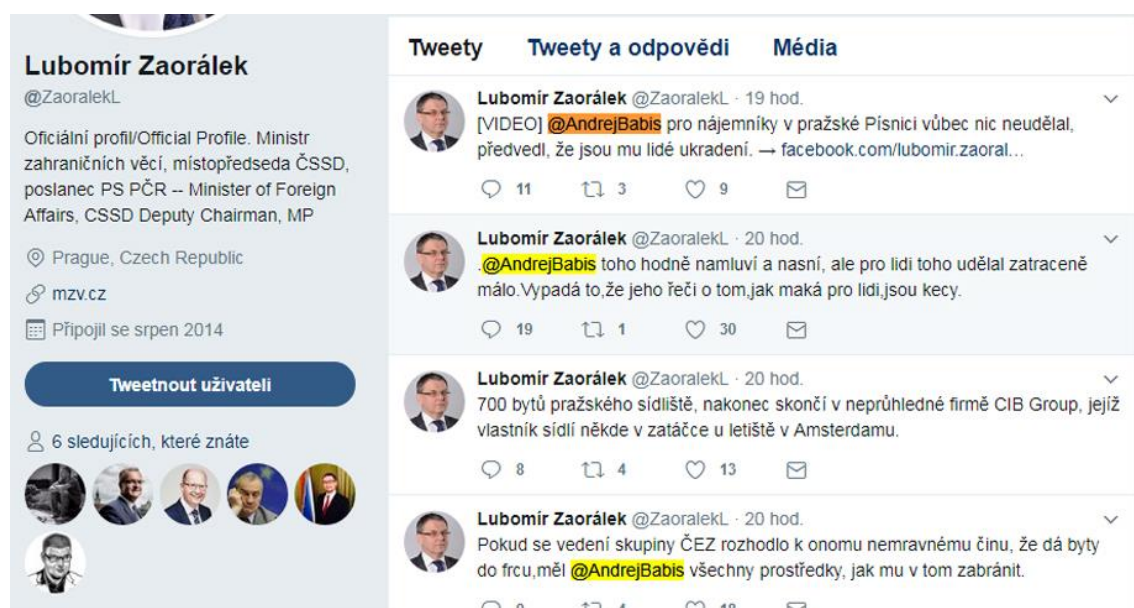 Lubomír Zaorálek
@ZaoralekL
Oficiální profil/Official Profile. Ministr
zahraničních věcí, místopředseda ČSSD,
poslanec PS PČR -- Minister of Foreign
Affairs, CSSD Deputy Chairman, MP
Prague, Czech Republic
mzv.cz
Připojil se srpen 2014
Tweetnout uživateli
6 sledujících, které znáte
Tweety Tweety a odpovědi Média
Lubomír Zaorálek @ZaoralekL · 19 hod.
[VIDEO] @AndrejBabis pro nájemníky v pražské Písnici vůbec nic neudělal,
předvedl, že jsou mu lidé ukradení. → facebook.com/lubomir.zaoral…
11 3 9
Lubomír Zaorálek @ZaoralekL · 20 hod.
.@AndrejBabis toho hodně namluví a nasní, ale pro lidi toho udělal zatraceně
málo.Vypadá to,že jeho řeči o tom,jak maká pro lidi,jsou kecy.
19 1 30
Lubomír Zaorálek @ZaoralekL · 20 hod.
700 bytů pražského sídliště, nakonec skončí v neprůhledné firmě CIB Group, jejíž
vlastník sídlí někde v zatáčce u letiště v Amsterdamu.
8 4 13
Lubomír Zaorálek @ZaoralekL · 20 hod.
Pokud se vedení skupiny ČEZ rozhodlo k onomu nemravnému činu, že dá byty
do frcu,měl @AndrejBabis všechny prostředky, jak mu v tom zabránit.